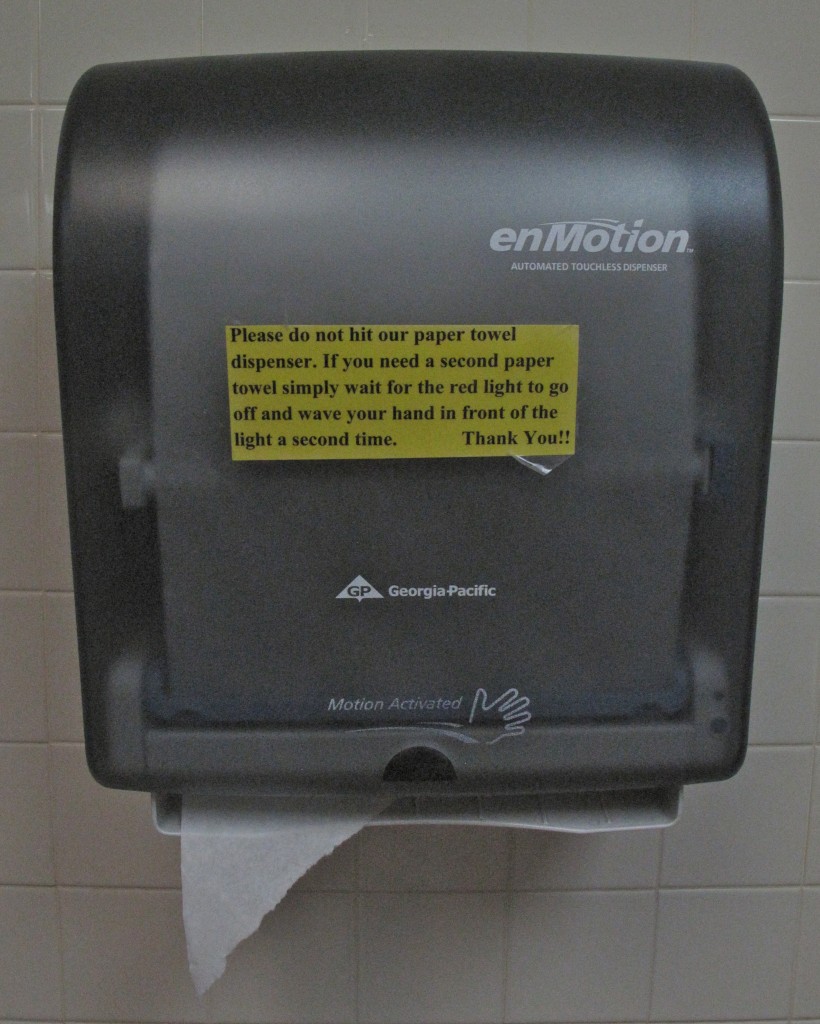 enMotion™
AUTOMATED TOUCHLESS DISPENSER
Please do not hit our paper towel
dispenser. If you need a second paper
towel simply wait for the red light to go
off and wave your hand in front of the
light a second time. Thank You!!
GP Georgia-Pacific
Motion Activated